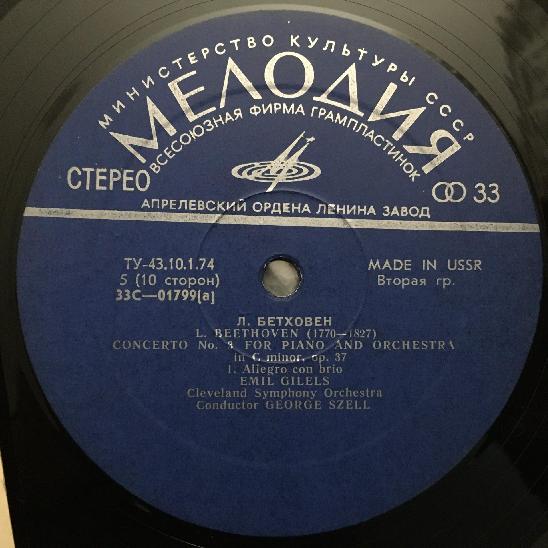 МИНИСТЕРСТВО КУЛЬТУРЫ СССР
МЕЛОДИЯ
ВСЕСОЮЗНАЯ ФИРМА ГРАМПЛАСТИНОК
СТЕРЕО
33
АПРЕЛЕВСКИЙ ОРДЕНА ЛЕНИНА ЗАВОД
ТУ-43.10.1.74
MADE IN USSR
5 (10 сторон)
Вторая гр.
33С—01799(а)
Л. БЕТХОВЕН
L. BEETHOVEN (1770—1827)
CONCERTO No. 3 FOR PIANO AND ORCHESTRA
in C minor, op. 37
1. Allegro con brio
EMIL GILELS
Cleveland Symphony Orchestra
Conductor GEORGE SZELL